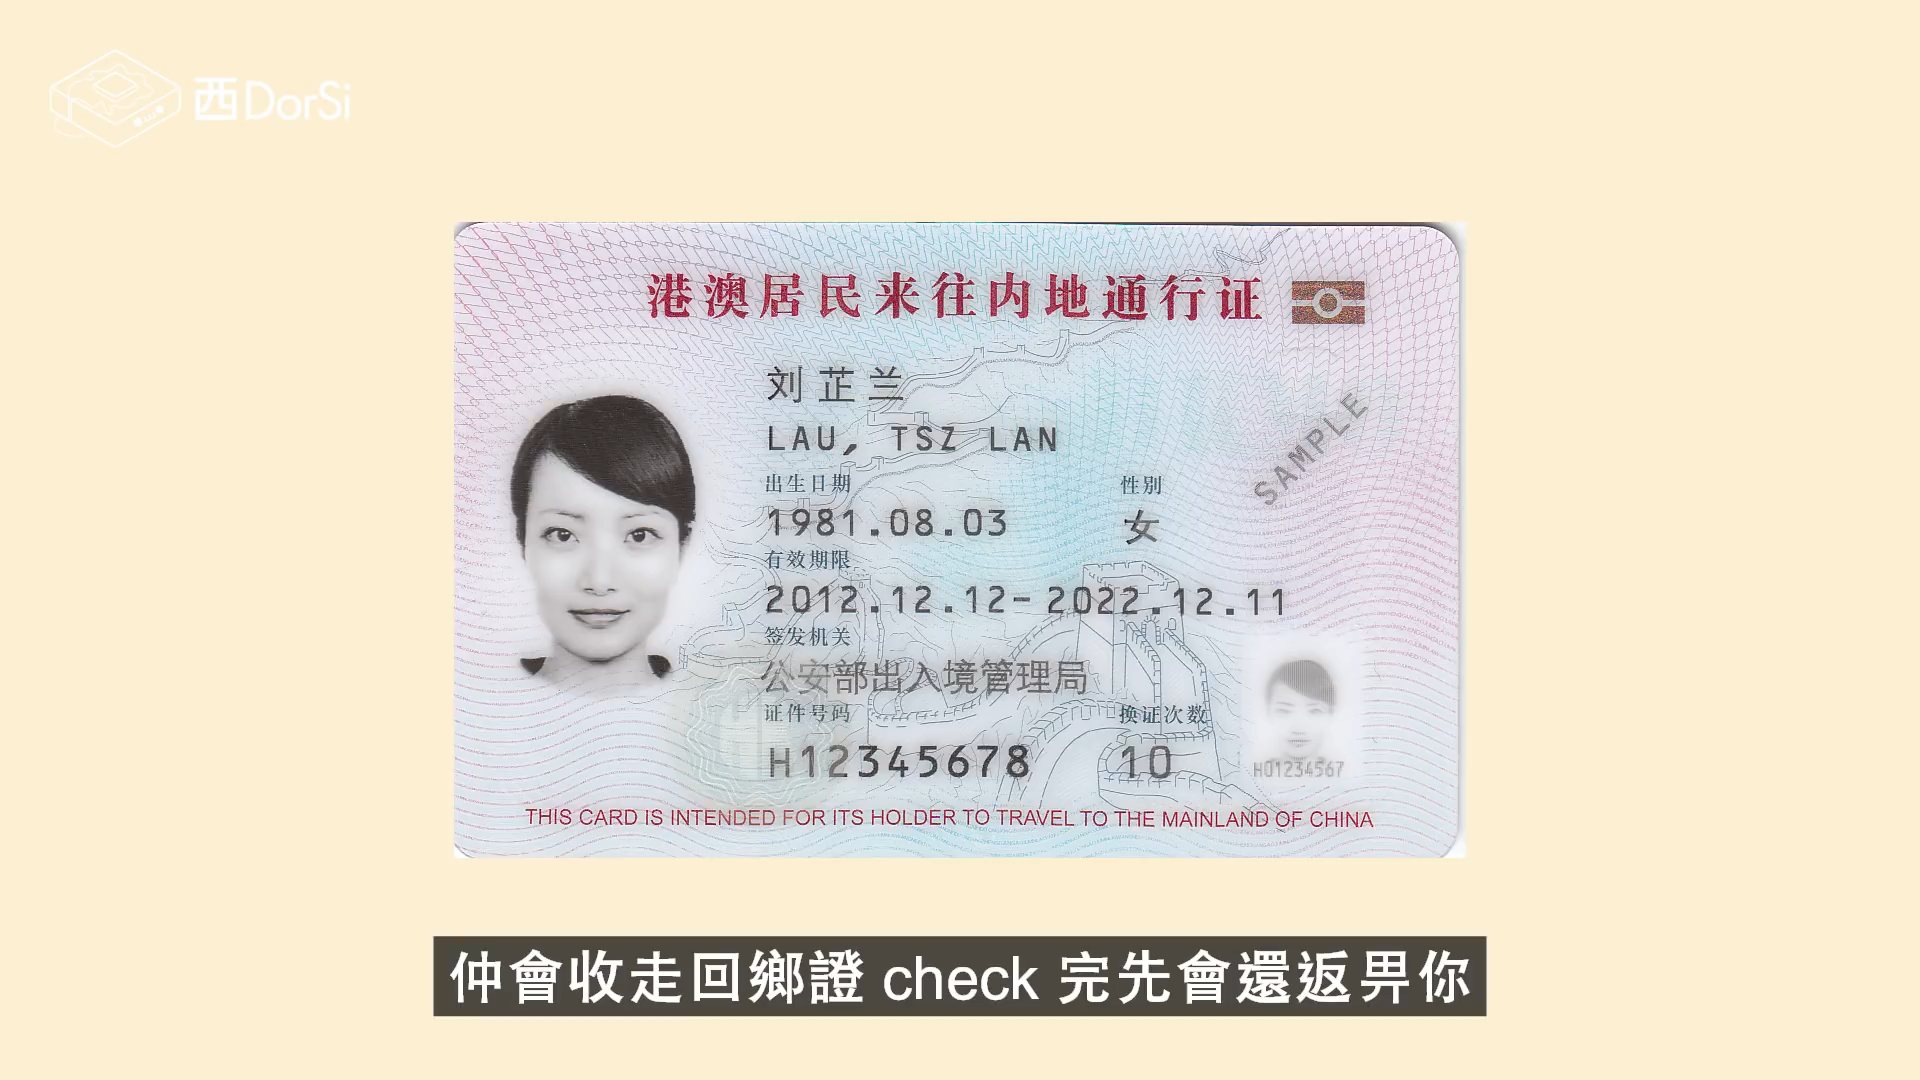 西DorSi
港澳居民来往内地通行证
刘芷兰
LAU, TSZ LAN
SAMPLE
出生日期 性别
1981.08.03 女
有效期限
2012.12.12-2022.12.11
签发机关
公安部出入境管理局
证件号码 换证次数
H12345678 10
H01234567
THIS CARD IS INTENDED FOR ITS HOLDER TO TRAVEL TO THE MAINLAND OF CHINA
仲會收走回鄉證 check 完先會還返畀你